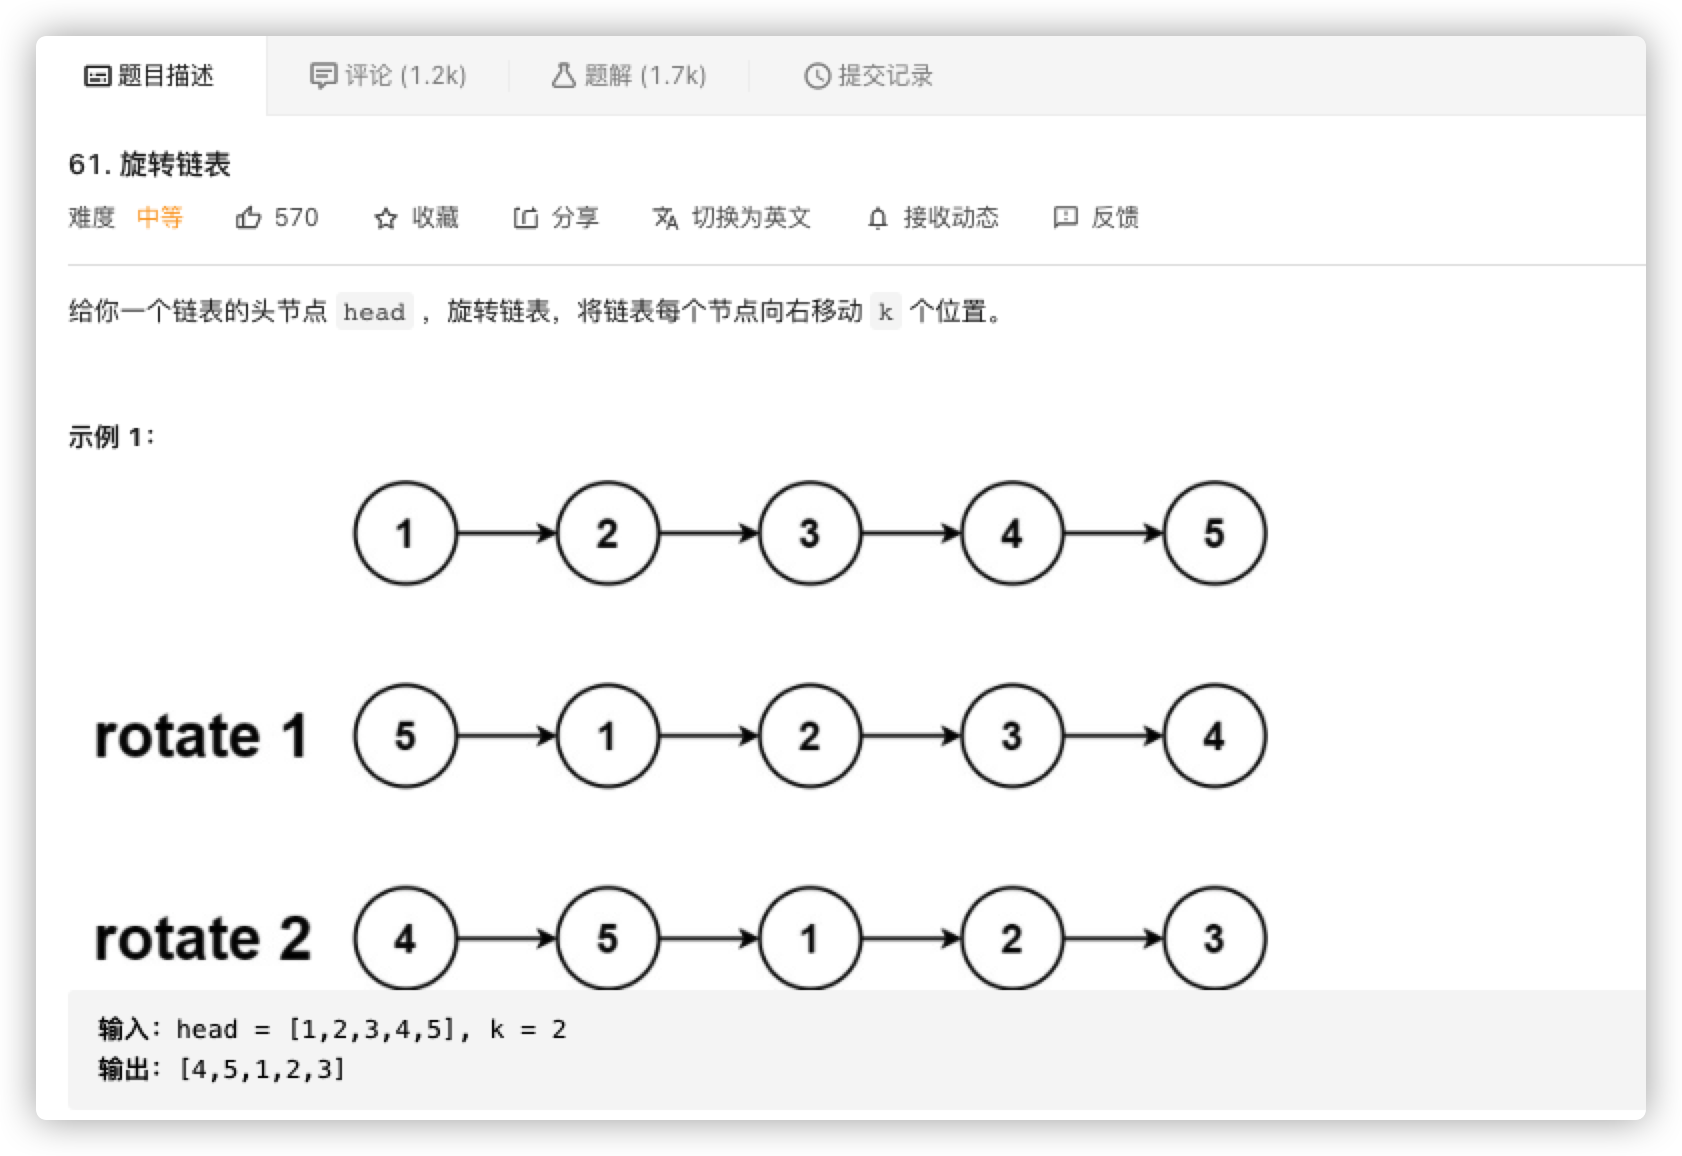 题目描述 评论 (1.2k) 题解 (1.7k) 提交记录
61. 旋转链表
难度 中等 570 收藏 分享 切换为英文 接收动态 反馈
给你一个链表的头节点 head ，旋转链表，将链表每个节点向右移动 k 个位置。
示例 1：
1 2 3 4 5
rotate 1 5 1 2 3 4
rotate 2 4 5 1 2 3
输入：head = [1,2,3,4,5], k = 2
输出：[4,5,1,2,3]